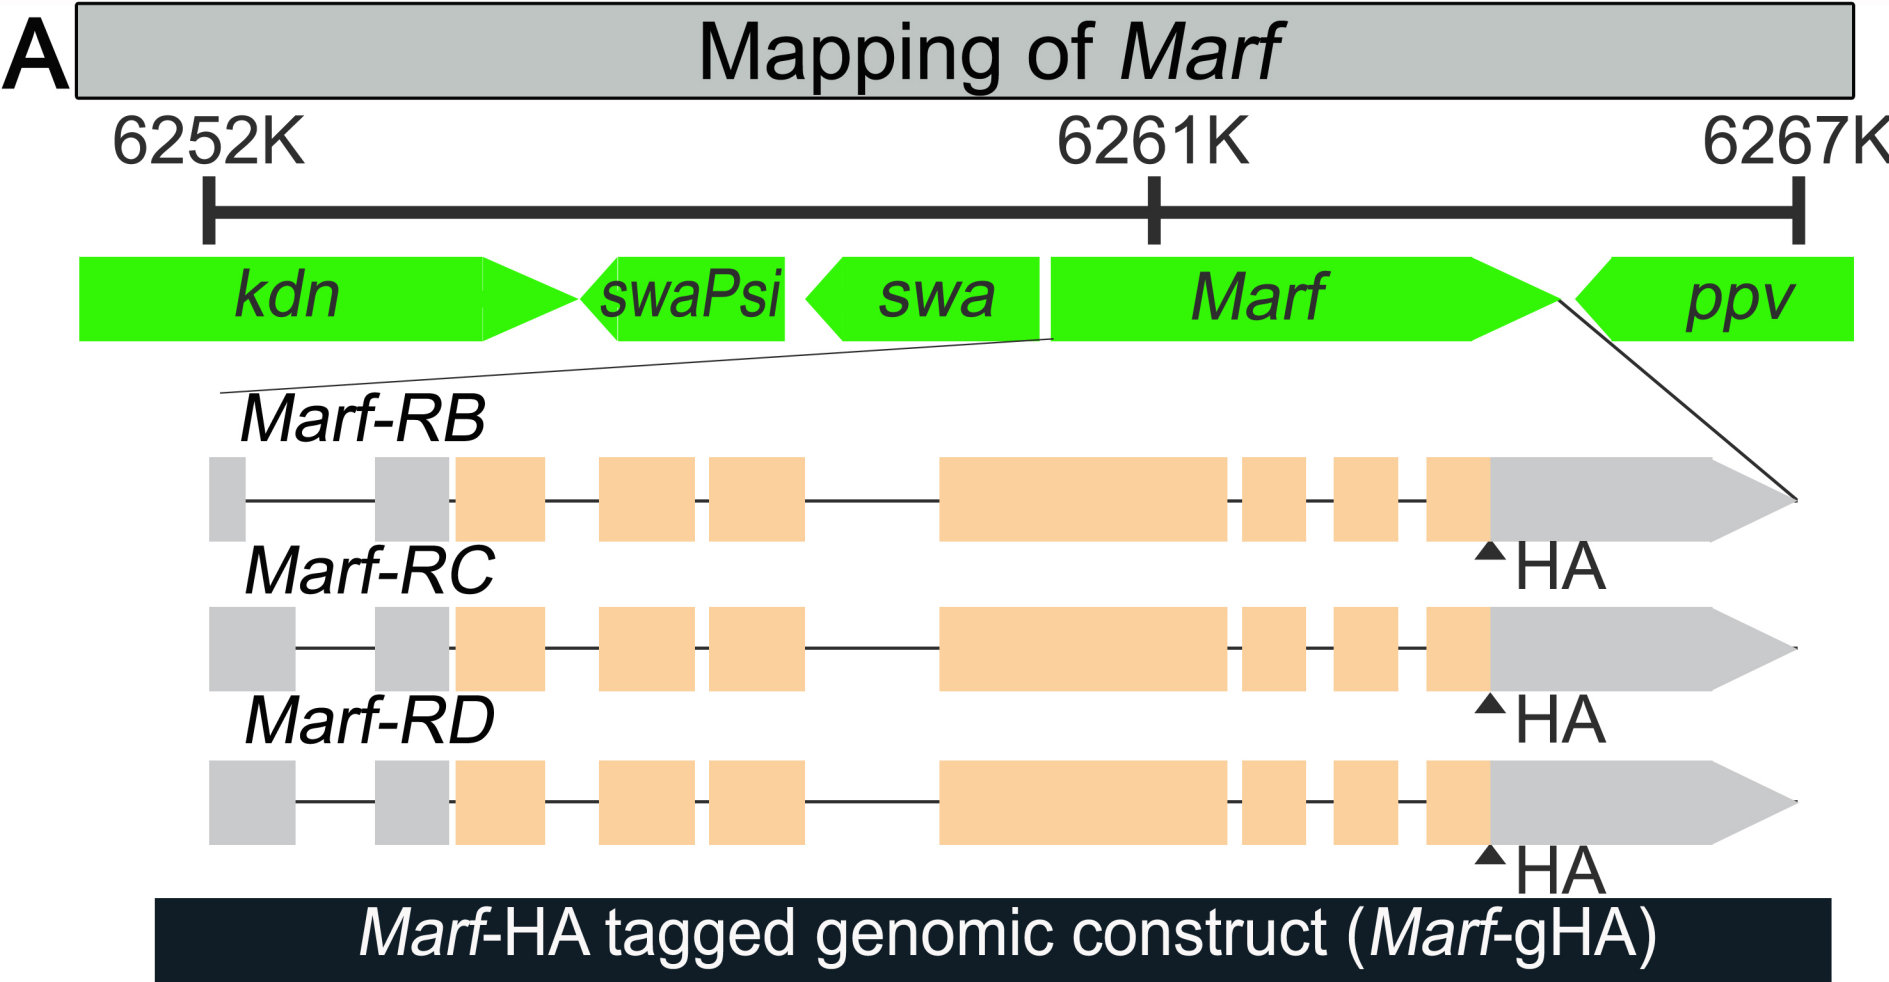 A
Mapping of Marf
6252K 6261K 6267K
kdn swaPsi swa Marf ppv
Marf-RB
HA
Marf-RC
HA
Marf-RD
HA
Marf-HA tagged genomic construct (Marf-gHA)